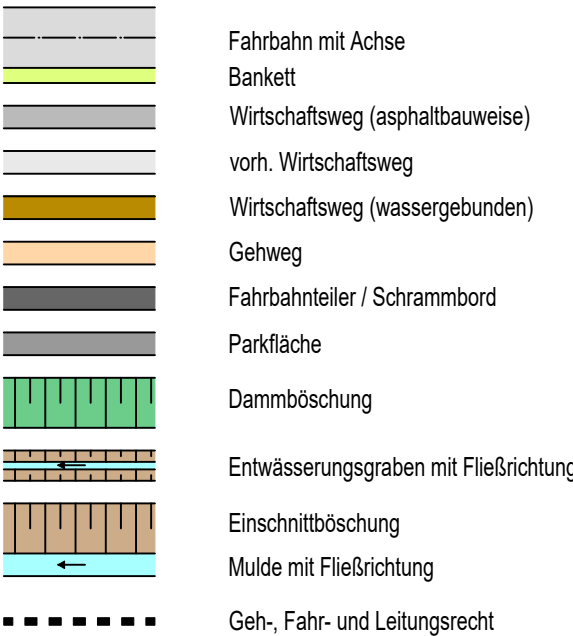 Fahrbahn mit Achse
Bankett
Wirtschaftsweg (asphaltbauweise)
vorh. Wirtschaftsweg
Wirtschaftsweg (wassergebunden)
Gehweg
Fahrbahnteiler / Schrammbord
Parkfläche
Dammböschung
Entwässerungsgraben mit Fließrichtung
Einschnittböschung
Mulde mit Fließrichtung
Geh-, Fahr- und Leitungsrecht